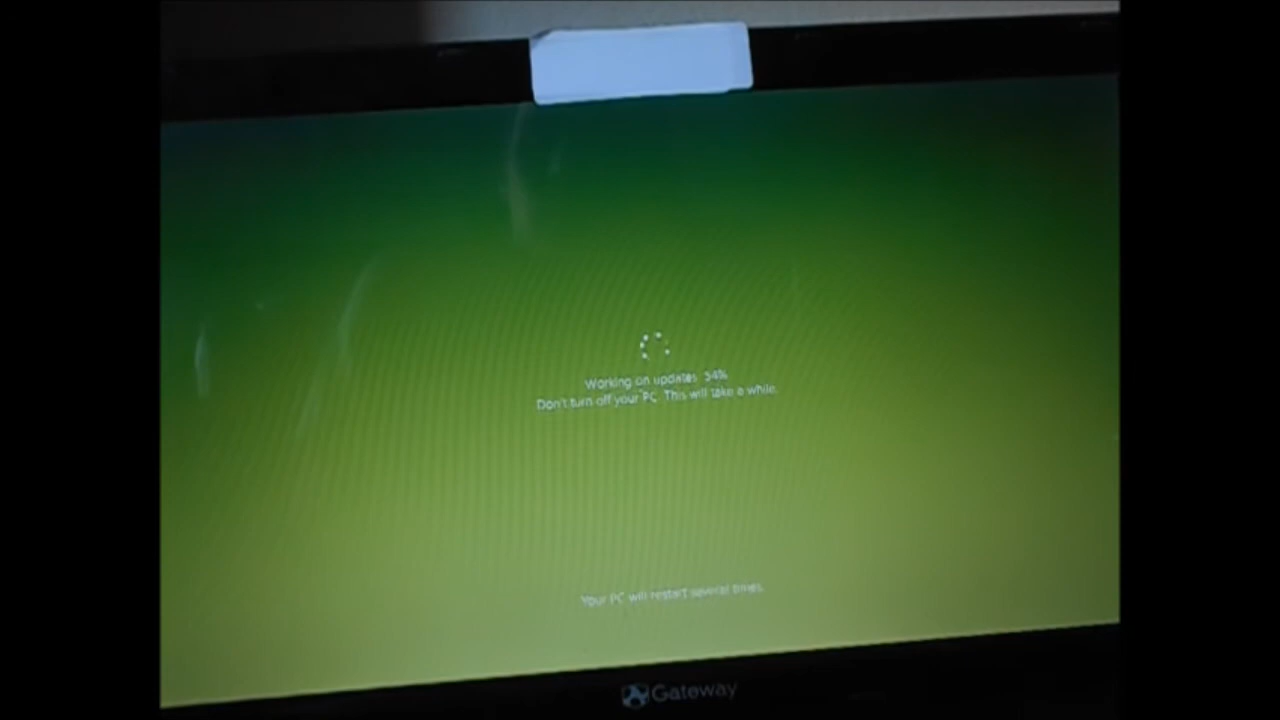 Working on updates 54%
Don't turn off your PC. This will take a while.
Your PC will restart several times.
Gateway